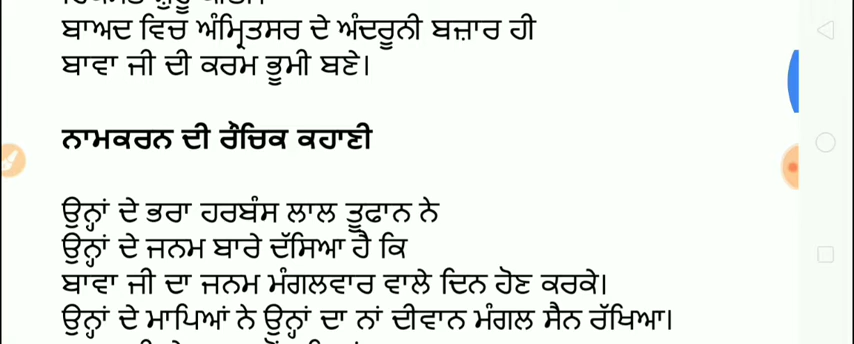 ਬਾਅਦ ਵਿਚ ਅੰਮ੍ਰਿਤਸਰ ਦੇ ਅੰਦਰੂਨੀ ਬਜ਼ਾਰ ਹੀ
ਬਾਵਾ ਜੀ ਦੀ ਕਰਮ ਭੂਮੀ ਬਣੇ।
ਨਾਮਕਰਨ ਦੀ ਰੌਚਿਕ ਕਹਾਣੀ
ਉਨ੍ਹਾਂ ਦੇ ਭਰਾ ਹਰਬੰਸ ਲਾਲ ਤੂਫਾਨ ਨੇ
ਉਨ੍ਹਾਂ ਦੇ ਜਨਮ ਬਾਰੇ ਦੱਸਿਆ ਹੈ ਕਿ
ਬਾਵਾ ਜੀ ਦਾ ਜਨਮ ਮੰਗਲਵਾਰ ਵਾਲੇ ਦਿਨ ਹੋਣ ਕਰਕੇ।
ਉਨ੍ਹਾਂ ਦੇ ਮਾਪਿਆਂ ਨੇ ਉਨ੍ਹਾਂ ਦਾ ਨਾਂ ਦੀਵਾਨ ਮੰਗਲ ਸੈਨ ਰੱਖਿਆ।